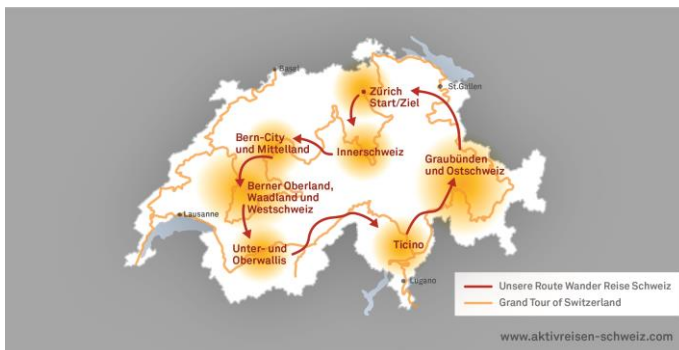 Basel
Zürich
Start/Ziel
St.Gallen
Bern-City
und Mittelland
Innerschweiz
Graubünden
und Ostschweiz
Berner Oberland,
Waadland und
Westschweiz
Lausanne
Unter- und
Oberwallis
Ticino
Lugano
Unsere Route Wander Reise Schweiz
Grand Tour of Switzerland
www.aktivreisen-schweiz.com